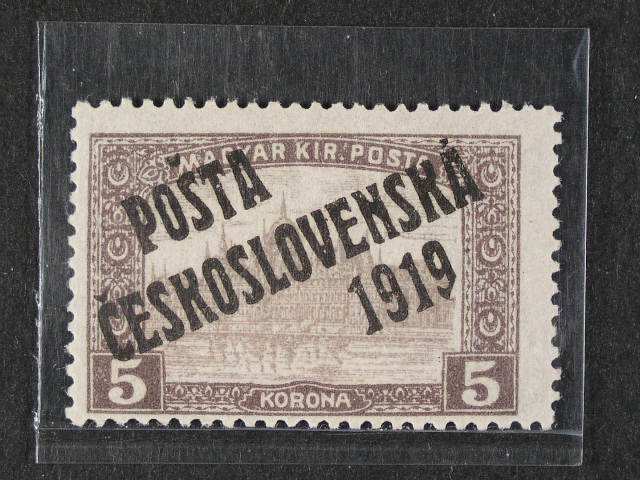 MAGYAR KIR. POSTA
POŠTA
ČESKOSLOVENSKÁ
1919
5 5
KORONA